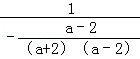 1
- a-2
（a+2）（a-2）